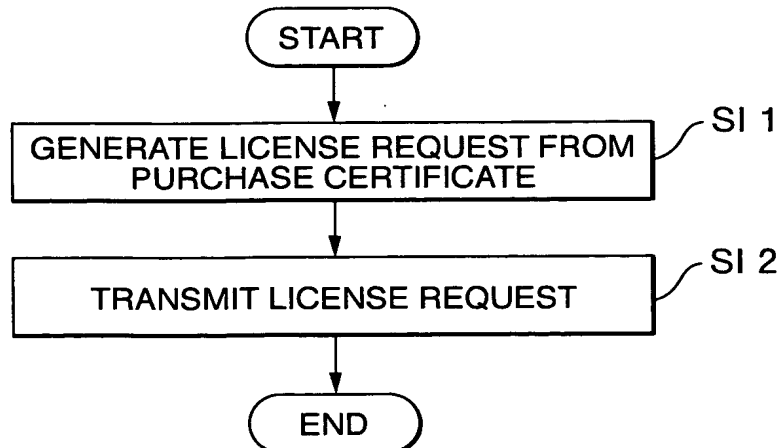 START
GENERATE LICENSE REQUEST FROM
PURCHASE CERTIFICATE
SI 1
TRANSMIT LICENSE REQUEST
SI 2
END